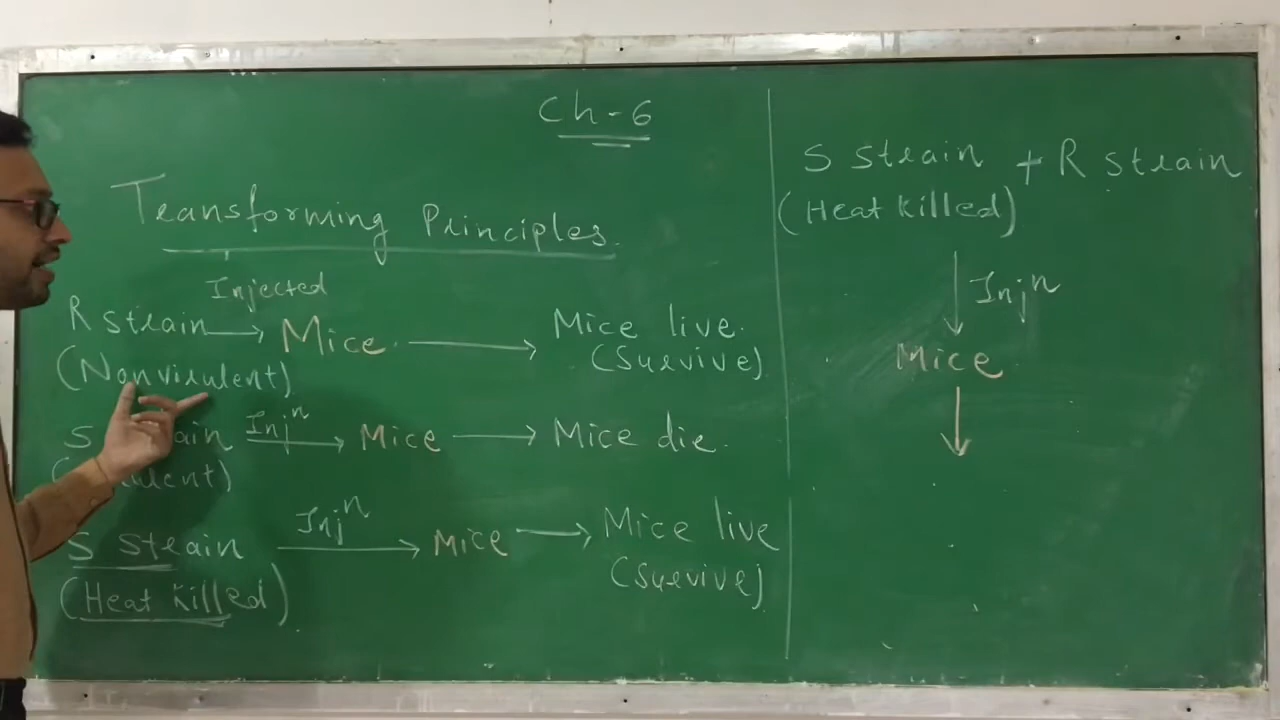 Ch-6
Transforming Principles
Injected
R strain → Mice → Mice live.
(Nonvirulent) (Survive)
S ain Injⁿ → Mice → Mice die.
ulent)
S Strain Injⁿ → Mice → Mice live
(Heat Killed) (Survive)
S strain + R strain
(Heat Killed)
↓ Injⁿ
Mice
↓